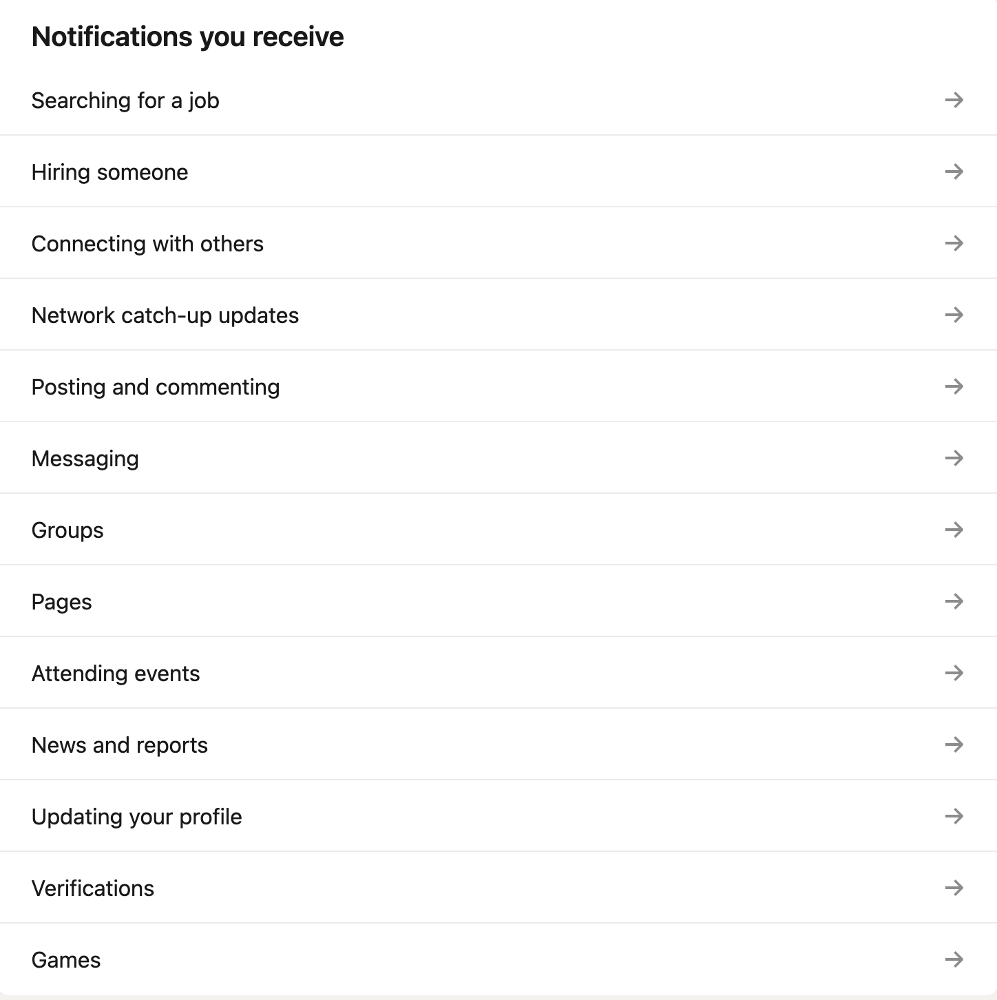 Notifications you receive
Searching for a job
Hiring someone
Connecting with others
Network catch-up updates
Posting and commenting
Messaging
Groups
Pages
Attending events
News and reports
Updating your profile
Verifications
Games